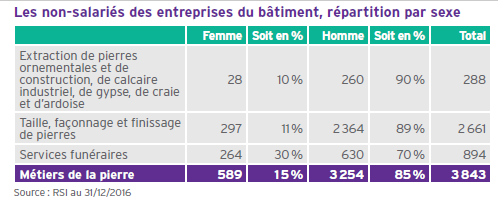 Les non-salariés des entreprises du bâtiment, répartition par sexe
Femme Soit en % Homme Soit en % Total
Extraction de pierres
ornementales et de
construction, de calcaire
industriel, de gypse, de craie
et d'ardoise
28 10 % 260 90 % 288
Taille, façonnage et finissage
de pierres
297 11 % 2 364 89 % 2 661
Services funéraires 264 30 % 630 70 % 894
Métiers de la pierre 589 15 % 3 254 85 % 3 843
Source : RSI au 31/12/2016